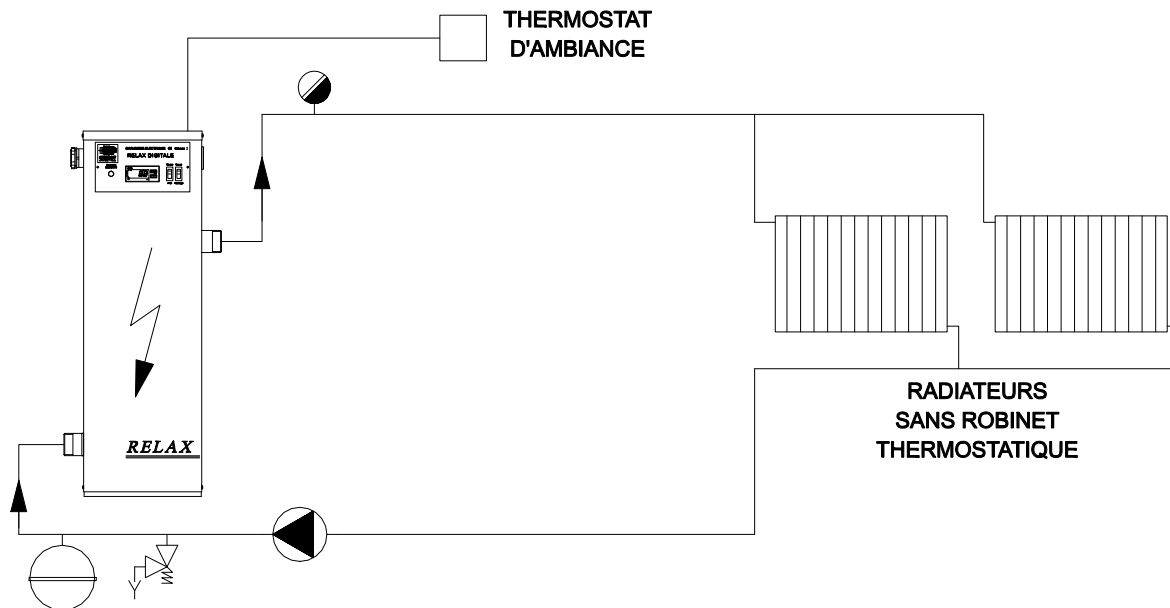 THERMOSTAT
D'AMBIANCE
RELAX DIGITALE
RELAX
RADIATEURS
SANS ROBINET
THERMOSTATIQUE